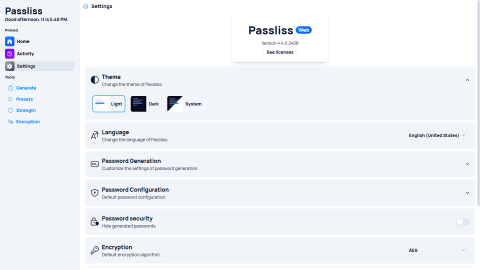 Passliss
Good afternoon. It is 5:40 PM.
Pinned
Home
Activity
Settings
Tools
Generate
Presets
Strength
Encryption
Settings
Passliss Web
Version 4.4.0.2408
See licenses
Theme
Change the theme of Passliss.
Light
Dark
System
Language
Change the language of Passliss.
English (United States)
Password Generation
Customize the settings of password generation.
Password Configuration
Default password configuration
Password security
Hide generated passwords.
Encryption
Default encryption algorithm.
AES